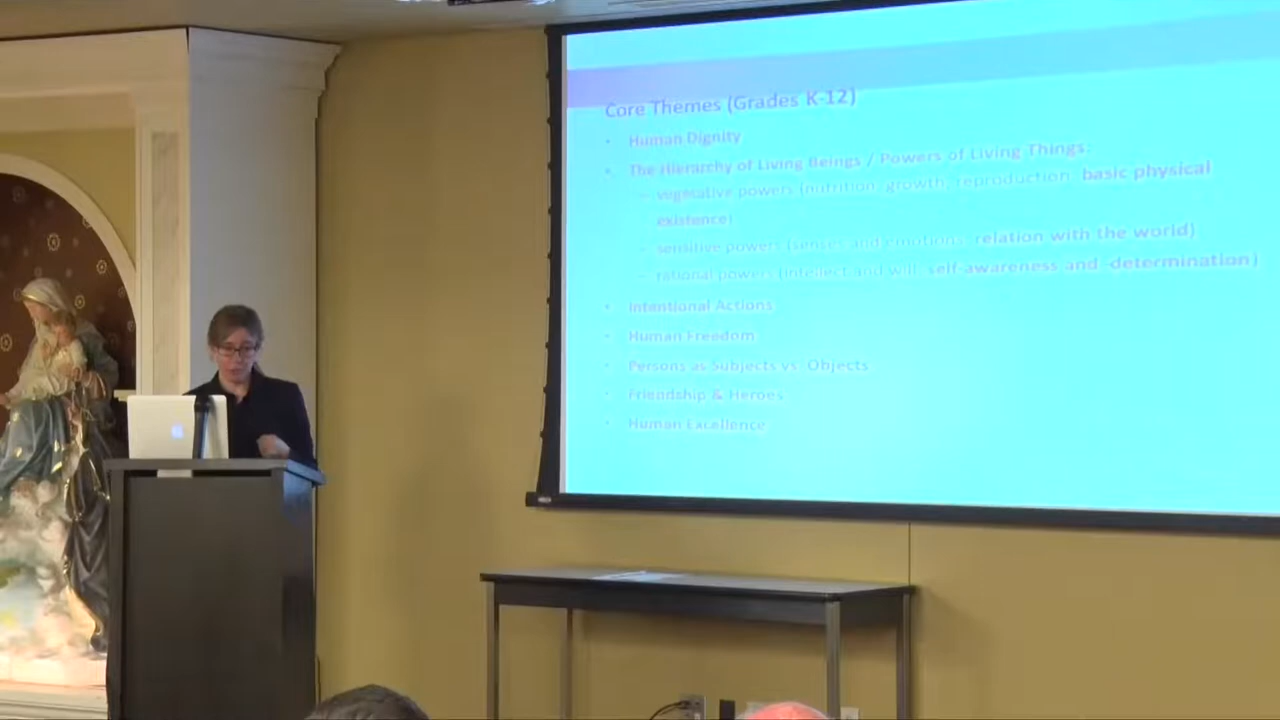 Core Themes (Grades K-12)
• Human Dignity
• The Hierarchy of Living Beings / Powers of Living Things:
– vegetative powers (nutrition, growth, reproduction: basic physical
existence)
– sensitive powers (senses and emotions: relation with the world)
– rational powers (intellect and will: self-awareness and -determination)
• Intentional Actions
• Human Freedom
• Persons as Subjects vs. Objects
• Friendship & Heroes
• Human Excellence